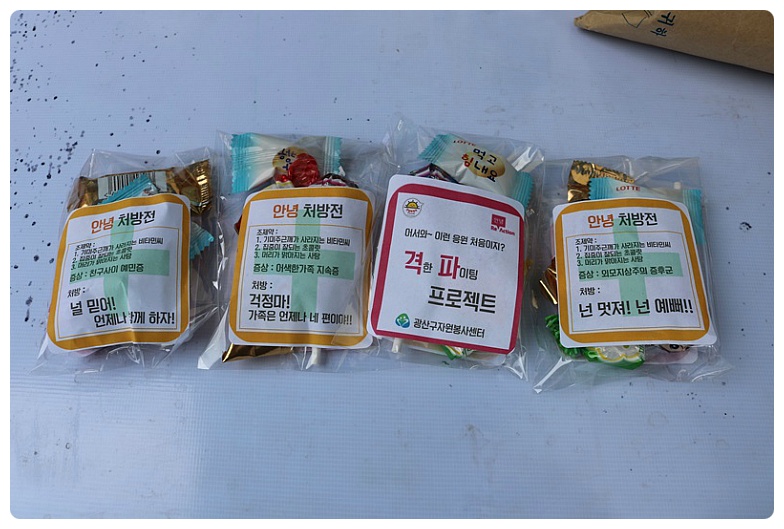 귀하
안녕 처방전
조제약 :
1. 기미주근깨가 사라지는 비타민씨
2. 집중이 잘되는 초콜릿
3. 머리가 맑아지는 사탕
증상 : 친구사이 예민증
처방 :
널 믿어!
언제나 함께 하자!
안녕 처방전
조제약 :
1. 기미주근깨가 사라지는 비타민씨
2. 집중이 잘되는 초콜릿
3. 머리가 맑아지는 사탕
증상 : 어색한가족 지속증
처방 :
걱정마!
가족은 언제나 네 편이야!!
LOTTE
먹고
힘내요
안녕
어서와~ 이런 응원 처음이지?
격한 파이팅
프로젝트
광산구자원봉사센터
LOTTE
안녕 처방전
조제약 :
1. 기미주근깨가 사라지는 비타민씨
2. 집중이 잘되는 초콜릿
3. 머리가 맑아지는 사탕
증상 : 외모지상주의 증후군
처방 :
넌 멋져! 넌 예뻐!!